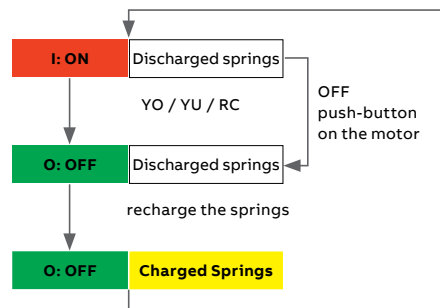 I: ON
Discharged springs
YO / YU / RC
OFF
push-button
on the motor
O: OFF
Discharged springs
recharge the springs
O: OFF
Charged Springs